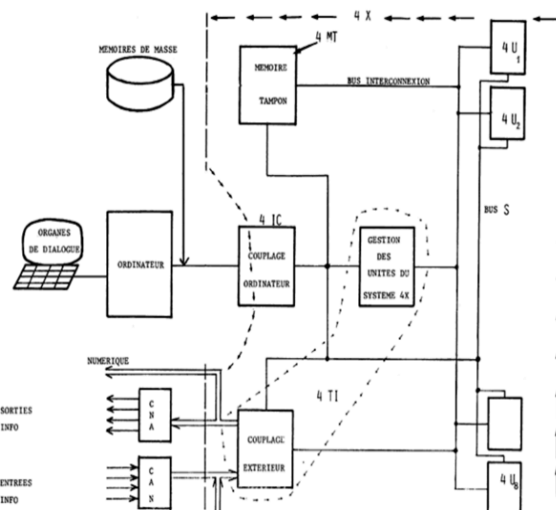 4 X
4 MT
MEMOIRES DE MASSE
MEMOIRE
TAMPON
BUS INTERCONNEXION
4 U1
4 U2
BUS S
ORGANES
DE DIALOGUE
ORDINATEUR
4 IC
COUPLAGE
ORDINATEUR
GESTION
DES
UNITES DU
SYSTEME 4X
NUMERIQUE
4 TI
SORTIES
INFO
C
N
A
COUPLAGE
EXTERIEUR
ENTREES
INFO
C
A
N
4 U8